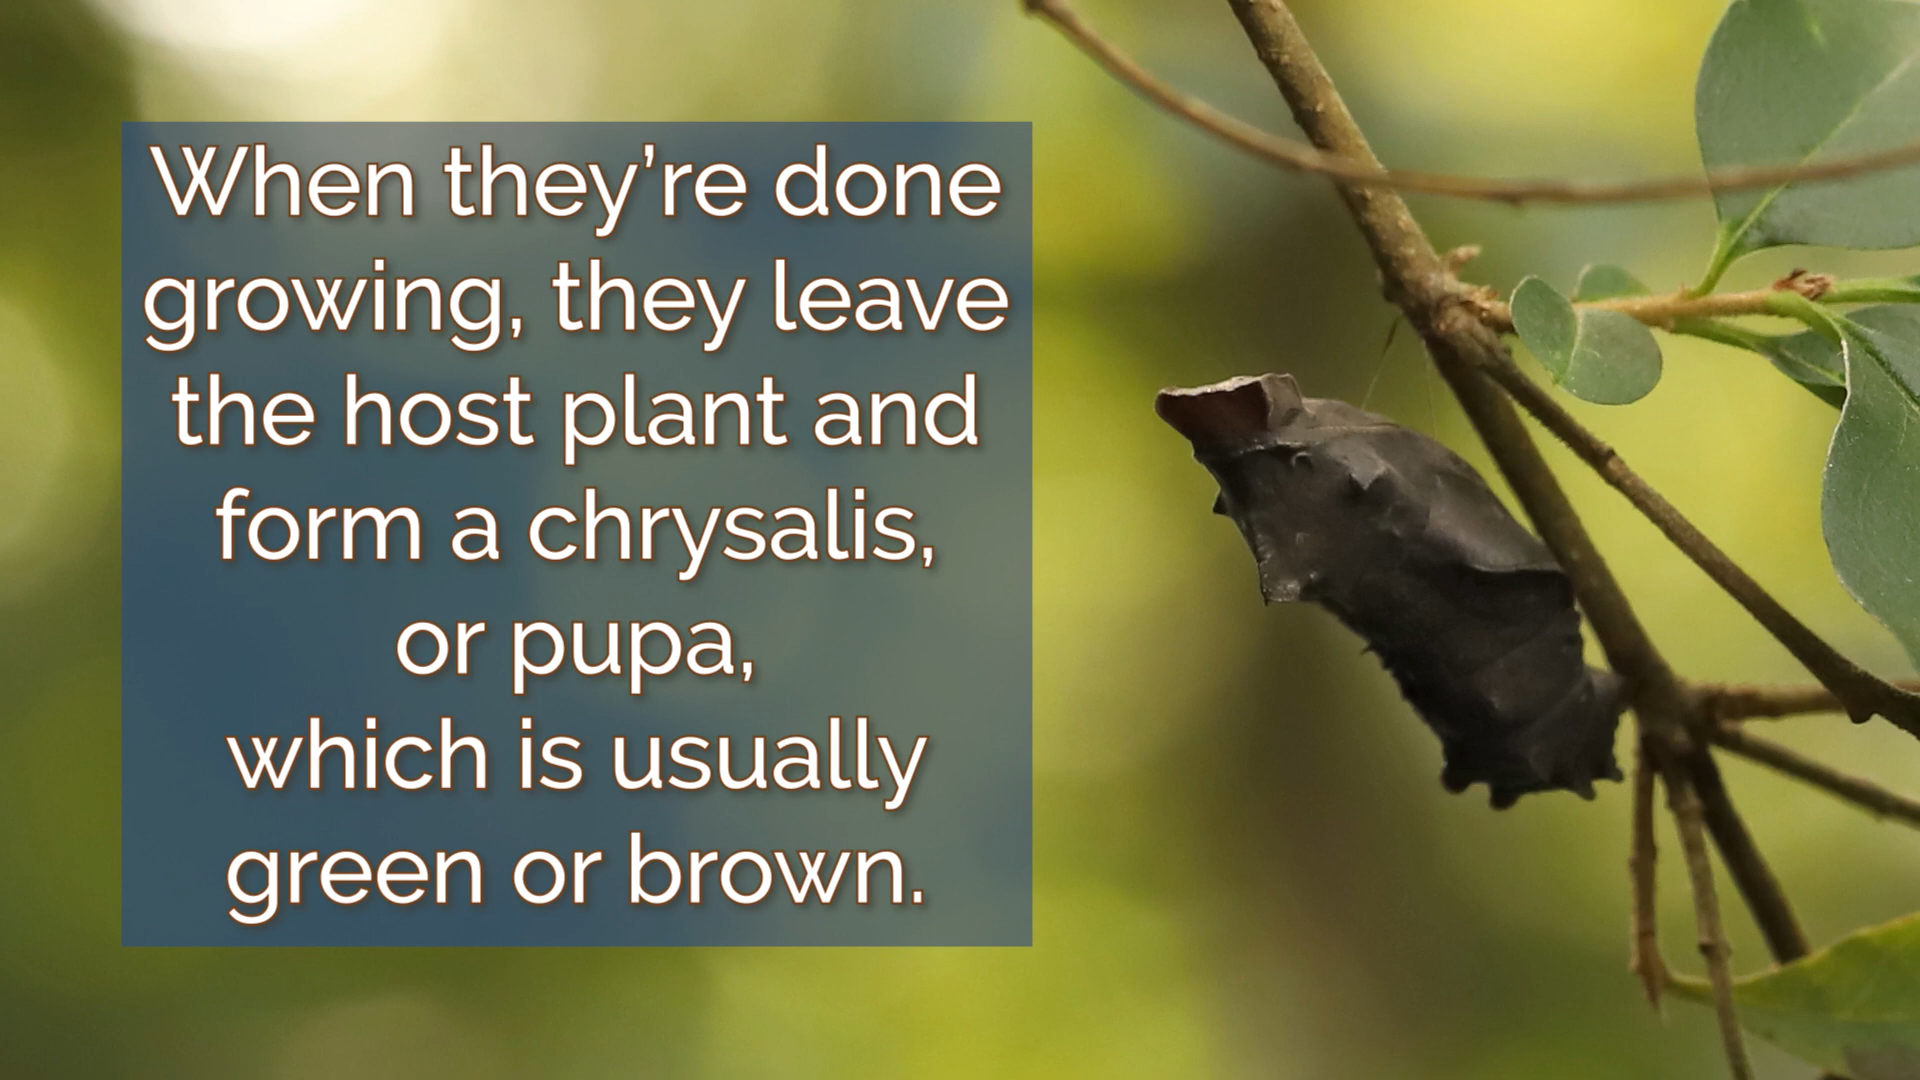 When they’re done
growing, they leave
the host plant and
form a chrysalis,
or pupa,
which is usually
green or brown.